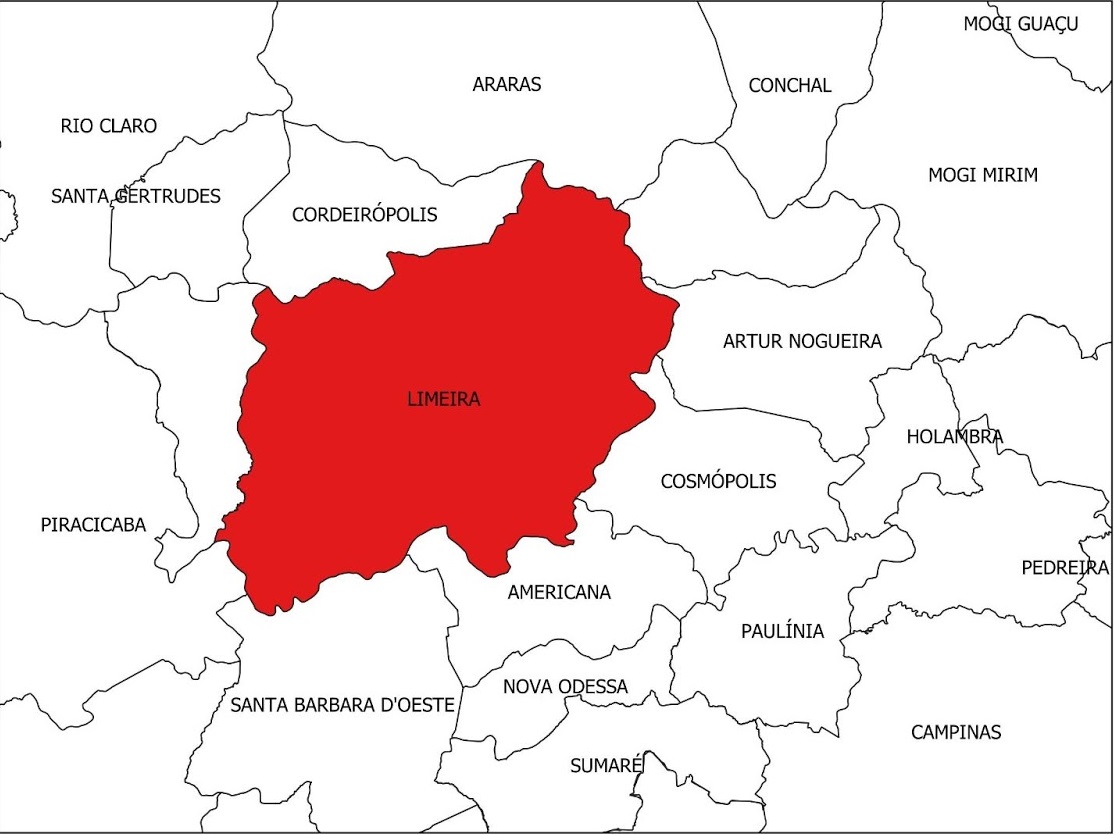 MOGI GUAÇU
ARARAS
CONCHAL
RIO CLARO
MOGI MIRIM
SANTA GERTRUDES
CORDEIRÓPOLIS
ARTUR NOGUEIRA
LIMEIRA
HOLAMBRA
COSMÓPOLIS
PIRACICABA
PEDREIRA
AMERICANA
PAULÍNIA
NOVA ODESSA
SANTA BARBARA D'OESTE
CAMPINAS
SUMARÉ